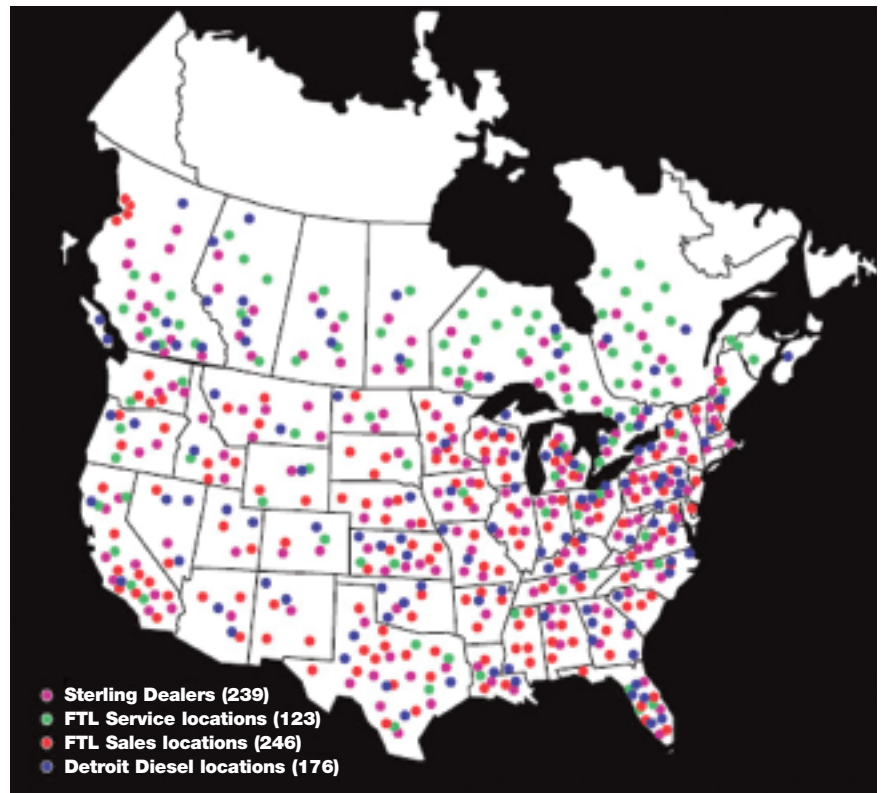 Sterling Dealers (239)
FTL Service locations (123)
FTL Sales locations (246)
Detroit Diesel locations (176)